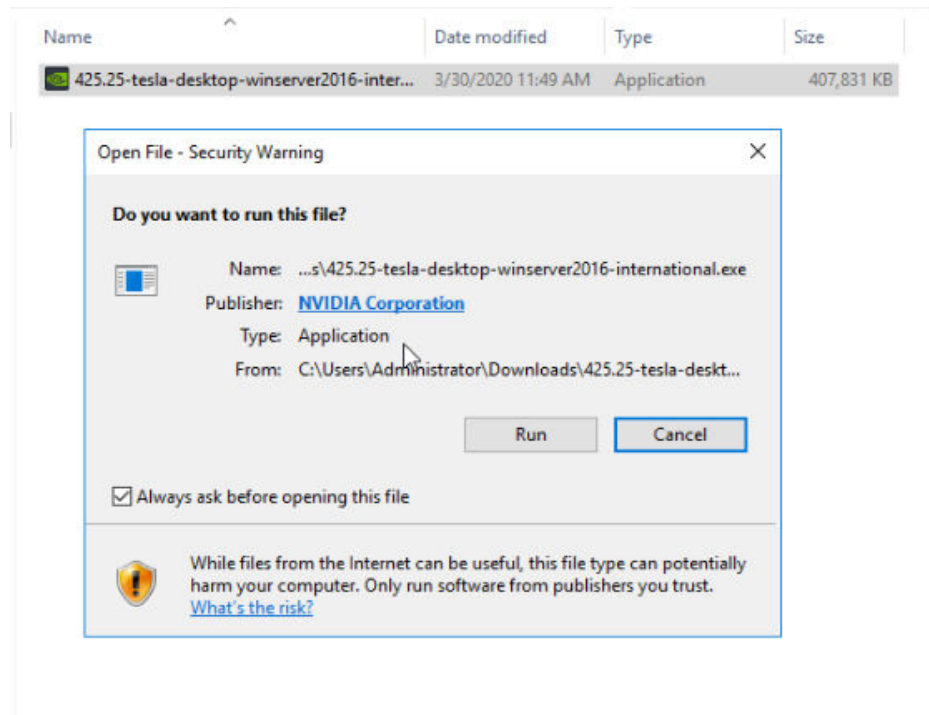 Name Date modified Type Size
425.25-tesla-desktop-winserver2016-inter... 3/30/2020 11:49 AM Application 407,831 KB
Open File - Security Warning
Do you want to run this file?
Name: ...s\425.25-tesla-desktop-winserver2016-international.exe
Publisher: NVIDIA Corporation
Type: Application
From: C:\Users\Administrator\Downloads\425.25-tesla-deskt...
Run Cancel
Always ask before opening this file
While files from the Internet can be useful, this file type can potentially
harm your computer. Only run software from publishers you trust.
What's the risk?